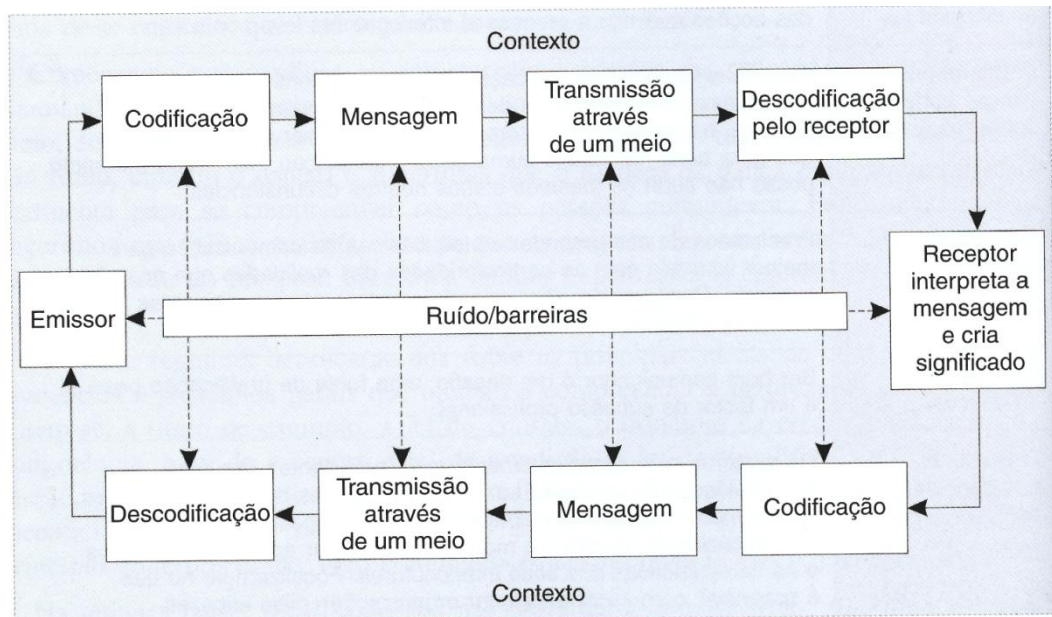 Contexto
Codificação
Mensagem
Transmissão
através
de um meio
Descodificação
pelo receptor
Emissor
Ruído/barreiras
Receptor
interpreta a
mensagem
e cria
significado
Descodificação
Transmissão
através
de um meio
Mensagem
Codificação
Contexto